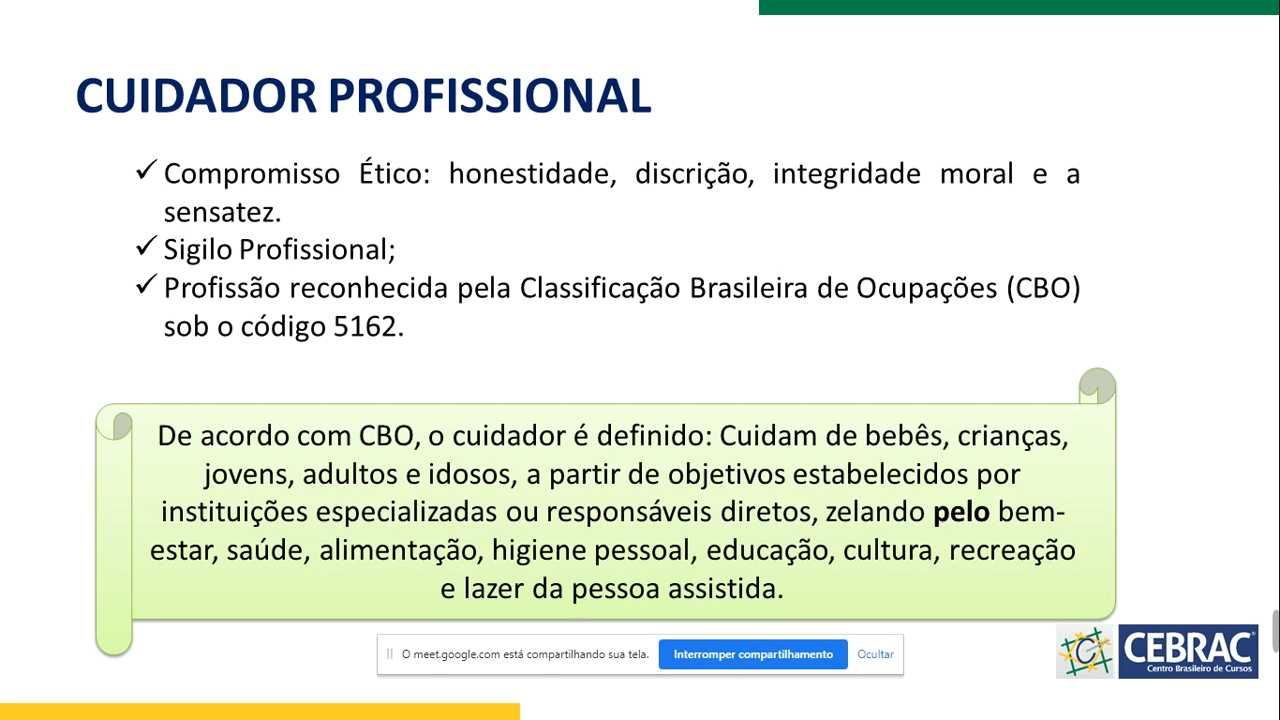 CUIDADOR PROFISSIONAL
✓ Compromisso Ético: honestidade, discrição, integridade moral e a
sensatez.
✓ Sigilo Profissional;
✓ Profissão reconhecida pela Classificação Brasileira de Ocupações (CBO)
sob o código 5162.
De acordo com CBO, o cuidador é definido: Cuidam de bebês, crianças,
jovens, adultos e idosos, a partir de objetivos estabelecidos por
instituições especializadas ou responsáveis diretos, zelando pelo bem-
estar, saúde, alimentação, higiene pessoal, educação, cultura, recreação
e lazer da pessoa assistida.
O meet.google.com está compartilhando sua tela. Interromper compartilhamento Ocultar
C CEBRAC®
Centro Brasileiro de Cursos